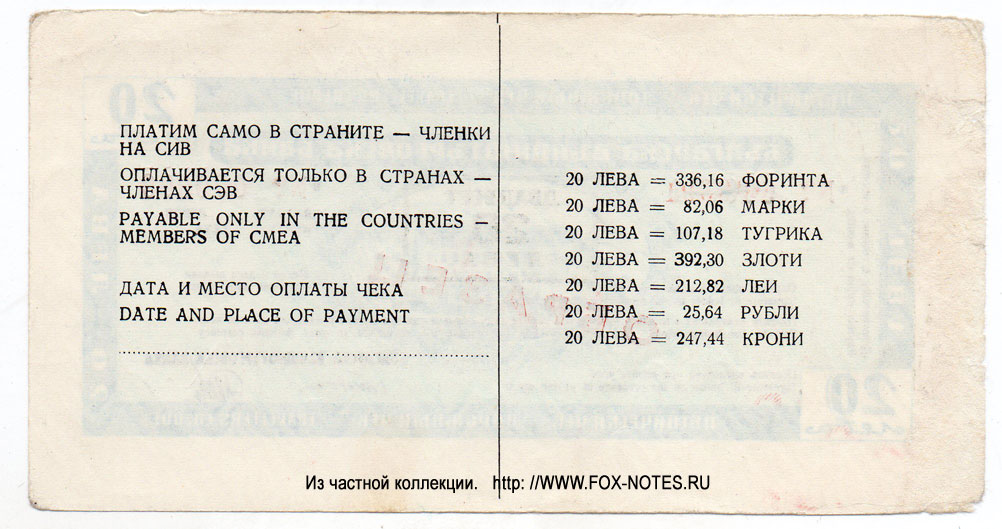 ПЛАТИМ САМО В СТРАНИТЕ — ЧЛЕНКИ
НА СИВ
ОПЛАЧИВАЕТСЯ ТОЛЬКО В СТРАНАХ —
ЧЛЕНАХ СЭВ
PAYABLE ONLY IN THE COUNTRIES —
MEMBERS OF CMEA
ДАТА И МЕСТО ОПЛАТЫ ЧЕКА
DATE AND PLACE OF PAYMENT
20 ЛЕВА = 336,16 ФОРИНТА
20 ЛЕВА = 82,06 МАРКИ
20 ЛЕВА = 107,18 ТУГРИКА
20 ЛЕВА = 392,30 ЗЛОТИ
20 ЛЕВА = 212,82 ЛЕИ
20 ЛЕВА = 25,64 РУБЛИ
20 ЛЕВА = 247,44 КРОНИ
Из частной коллекции. http: //WWW.FOX-NOTES.RU